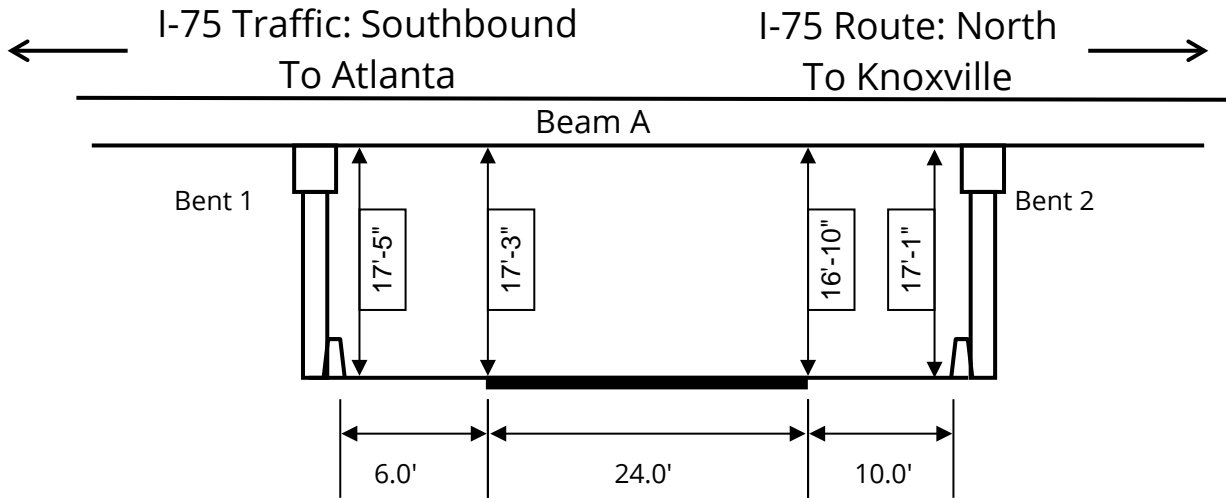 I-75 Traffic: Southbound
To Atlanta
I-75 Route: North
To Knoxville
Beam A
Bent 1
Bent 2
17'-5"
17'-3"
16'-10"
17'-1"
6.0'
24.0'
10.0'